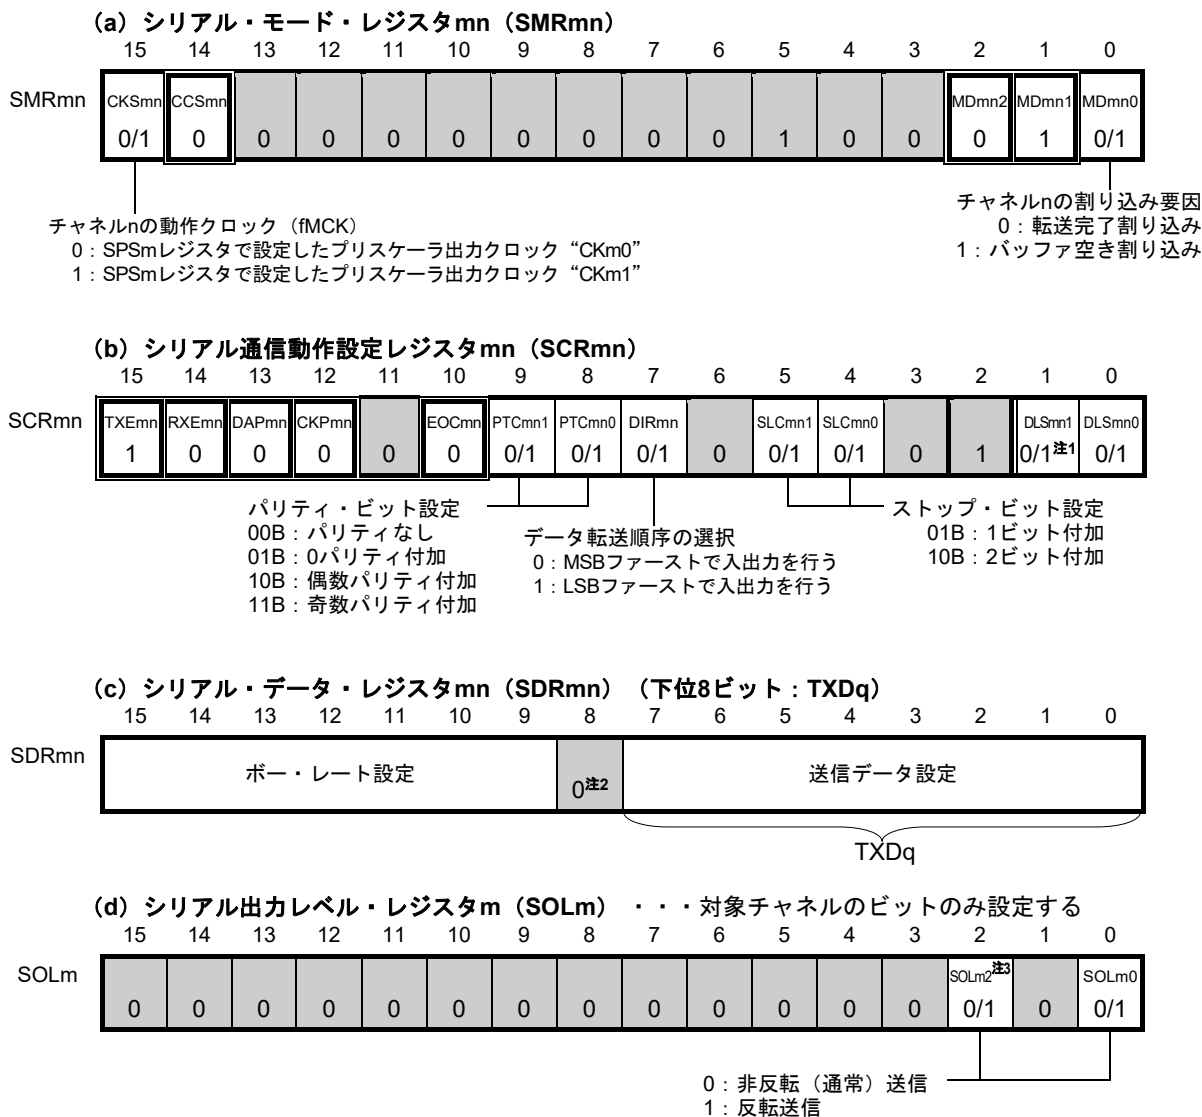 (a) シリアル・モード・レジスタmn（SMRmn）
15 14 13 12 11 10 9 8 7 6 5 4 3 2 1 0
SMRmn CKSmn CCSmn MDmn2 MDmn1 MDmn0
0/1 0 0 0 0 0 0 0 0 0 1 0 0 0 1 0/1
チャネルnの動作クロック（fMCK）
0：SPSmレジスタで設定したプリスケーラ出力クロック“CKm0”
1：SPSmレジスタで設定したプリスケーラ出力クロック“CKm1”
チャネルnの割り込み要因
0：転送完了割り込み
1：バッファ空き割り込み
(b) シリアル通信動作設定レジスタmn（SCRmn）
15 14 13 12 11 10 9 8 7 6 5 4 3 2 1 0
SCRmn TXEmn RXEmn DAPmn CKPmn EOCmn PTCmn1 PTCmn0 DIRmn SLCmn1 SLCmn0 DLSmn1 DLSmn0
1 0 0 0 0 0 0/1 0/1 0/1 0 0/1 0/1 0 1 0/1注1 0/1
パリティ・ビット設定
00B：パリティなし
01B：0パリティ付加
10B：偶数パリティ付加
11B：奇数パリティ付加
データ転送順序の選択
0：MSBファーストで入出力を行う
1：LSBファーストで入出力を行う
ストップ・ビット設定
01B：1ビット付加
10B：2ビット付加
(c) シリアル・データ・レジスタmn（SDRmn）（下位8ビット：TXDq）
15 14 13 12 11 10 9 8 7 6 5 4 3 2 1 0
SDRmn ボー・レート設定 0注2 送信データ設定
TXDq
(d) シリアル出力レベル・レジスタm（SOLm） ・・・対象チャネルのビットのみ設定する
15 14 13 12 11 10 9 8 7 6 5 4 3 2 1 0
SOLm SOLm2注3 SOLm0
0 0 0 0 0 0 0 0 0 0 0 0 0 0/1 0 0/1
0：非反転（通常）送信
1：反転送信